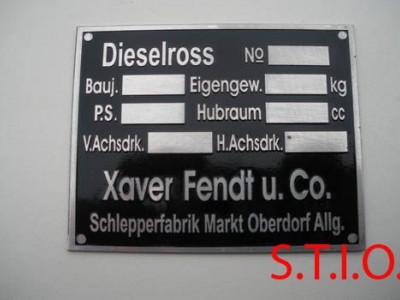 Dieselross No
Bauj. Eigengew. kg
P.S. Hubraum cc
V.Achsdrk. H.Achsdrk.
Xaver Fendt u. Co.
Schlepperfabrik Markt Oberdorf Allg.
S.T.I.O.